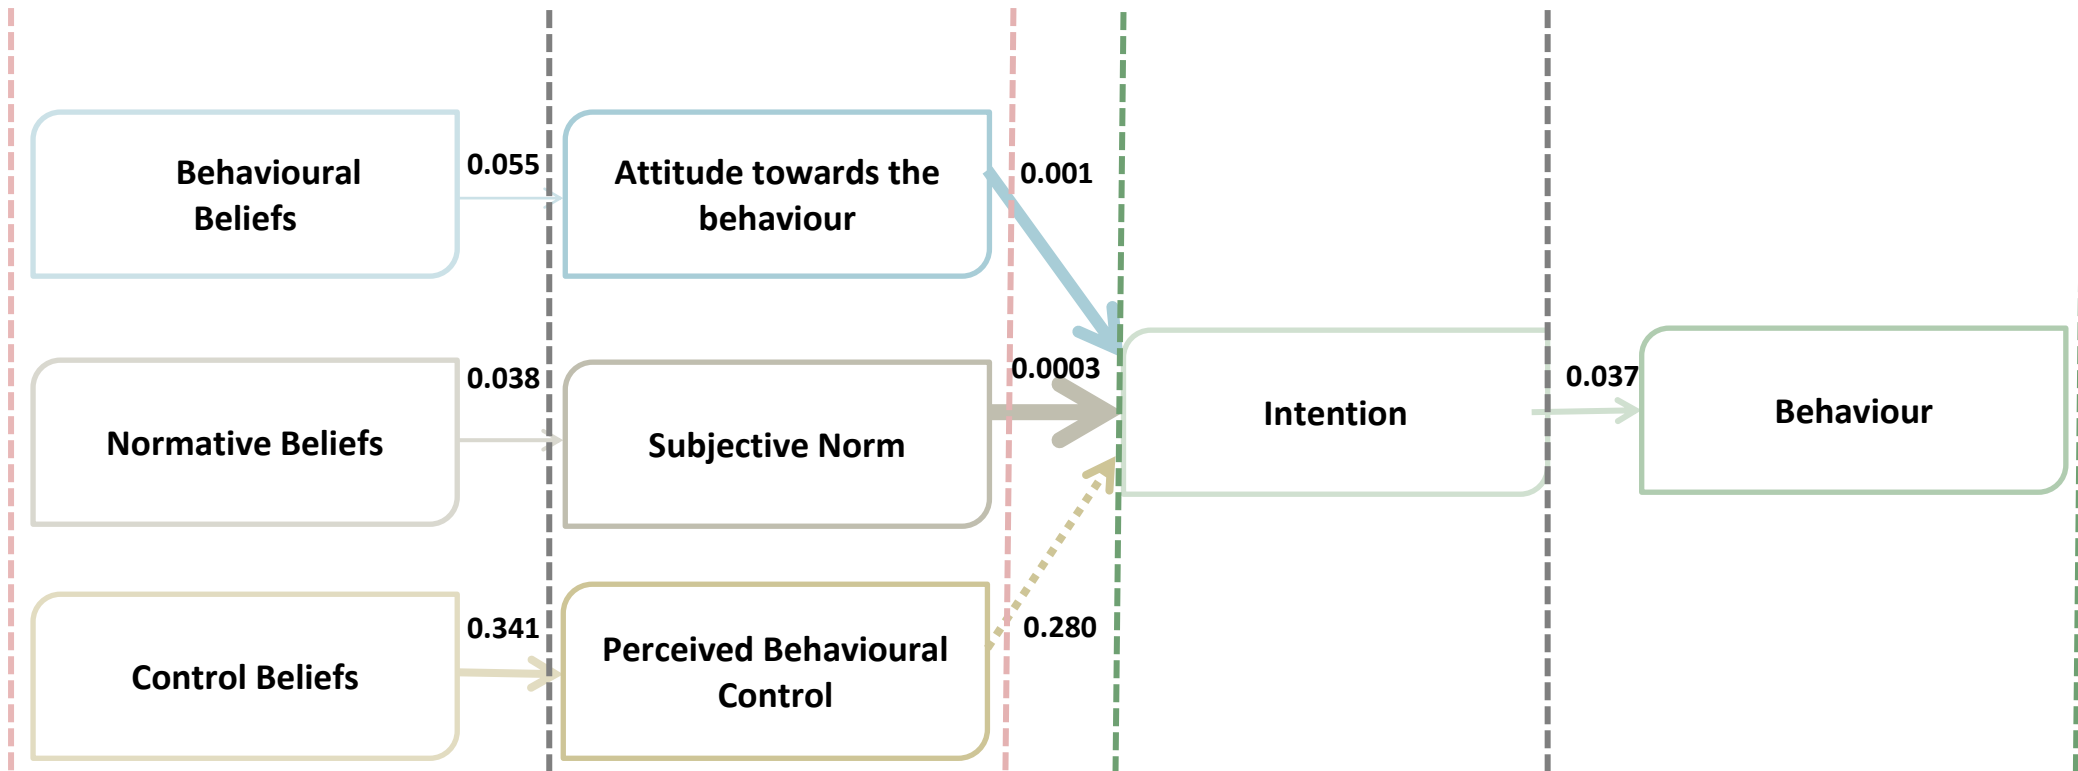 Behavioural
Beliefs
0.055
Attitude towards the
behaviour
0.001
Normative Beliefs
0.038
Subjective Norm
0.0003
Intention
0.037
Behaviour
Control Beliefs
0.341
Perceived Behavioural
Control
0.280